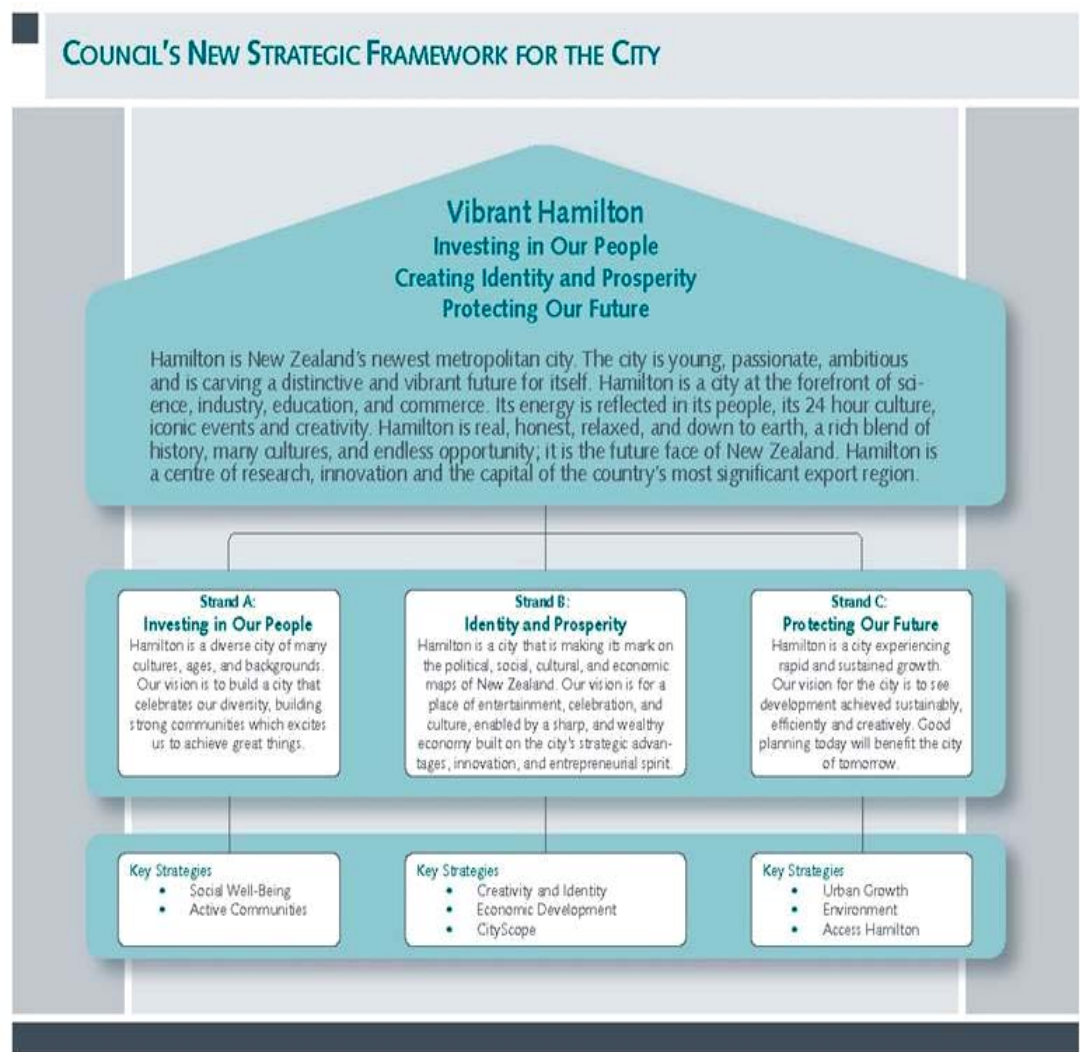 COUNCIL'S NEW STRATEGIC FRAMEWORK FOR THE CITY
Vibrant Hamilton
Investing in Our People
Creating Identity and Prosperity
Protecting Our Future
Hamilton is New Zealand's newest metropolitan city. The city is young, passionate, ambitious
and is carving a distinctive and vibrant future for itself. Hamilton is a city at the forefront of sci-
ence, industry, education, and commerce. Its energy is reflected in its people, its 24 hour culture,
iconic events and creativity. Hamilton is real, honest, relaxed, and down to earth, a rich blend of
history, many cultures, and endless opportunity; it is the future face of New Zealand. Hamilton is
a centre of research, innovation and the capital of the country's most significant export region.
Strand A:
Investing in Our People
Hamilton is a diverse city of many
cultures, ages, and backgrounds.
Our vision is to build a city that
celebrates our diversity, building
strong communities which excites
us to achieve great things.
Strand B:
Identity and Prosperity
Hamilton is a city that is making its mark on
the political, social, cultural, and economic
maps of New Zealand. Our vision is for a
place of entertainment, celebration, and
culture, enabled by a sharp, and wealthy
economy built on the city's strategic advan-
tages, innovation, and entrepreneurial spirit.
Strand C:
Protecting Our Future
Hamilton is a city experiencing
rapid and sustained growth.
Our vision for the city is to see
development achieved sustainably,
efficiently and creatively. Good
planning today will benefit the city
of tomorrow.
Key Strategies
• Social Well-Being
• Active Communities
Key Strategies
• Creativity and Identity
• Economic Development
• CityScope
Key Strategies
• Urban Growth
• Environment
• Access Hamilton